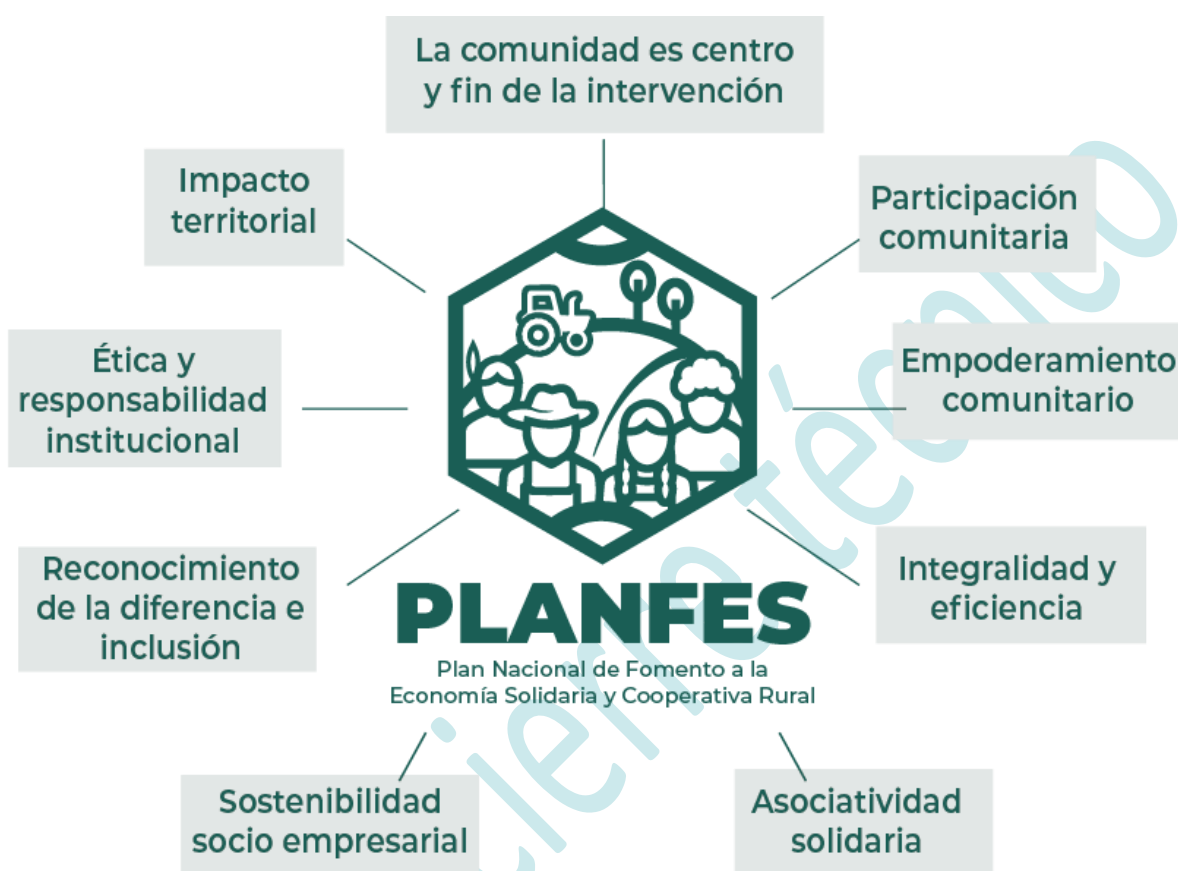 La comunidad es centro
y fin de la intervención
Impacto
territorial
Participación
comunitaria
Ética y
responsabilidad
institucional
Empoderamiento
comunitario
Reconocimiento
de la diferencia e
inclusión
Integralidad y
eficiencia
PLANFES
Plan Nacional de Fomento a la
Economía Solidaria y Cooperativa Rural
Sostenibilidad
socio empresarial
Asociatividad
solidaria
cierre técnico